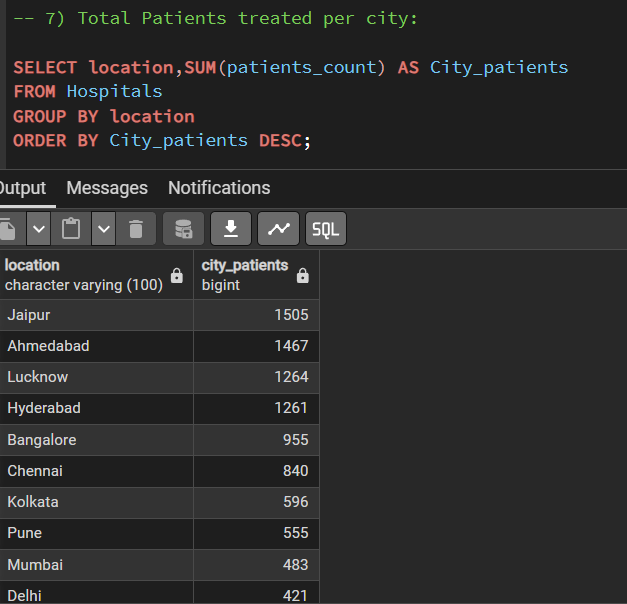 -- 7) Total Patients treated per city:
SELECT location,SUM(patients_count) AS City_patients
FROM Hospitals
GROUP BY location
ORDER BY City_patients DESC;
Output Messages Notifications
SQL
location city_patients
character varying (100) bigint
Jaipur 1505
Ahmedabad 1467
Lucknow 1264
Hyderabad 1261
Bangalore 955
Chennai 840
Kolkata 596
Pune 555
Mumbai 483
Delhi 421